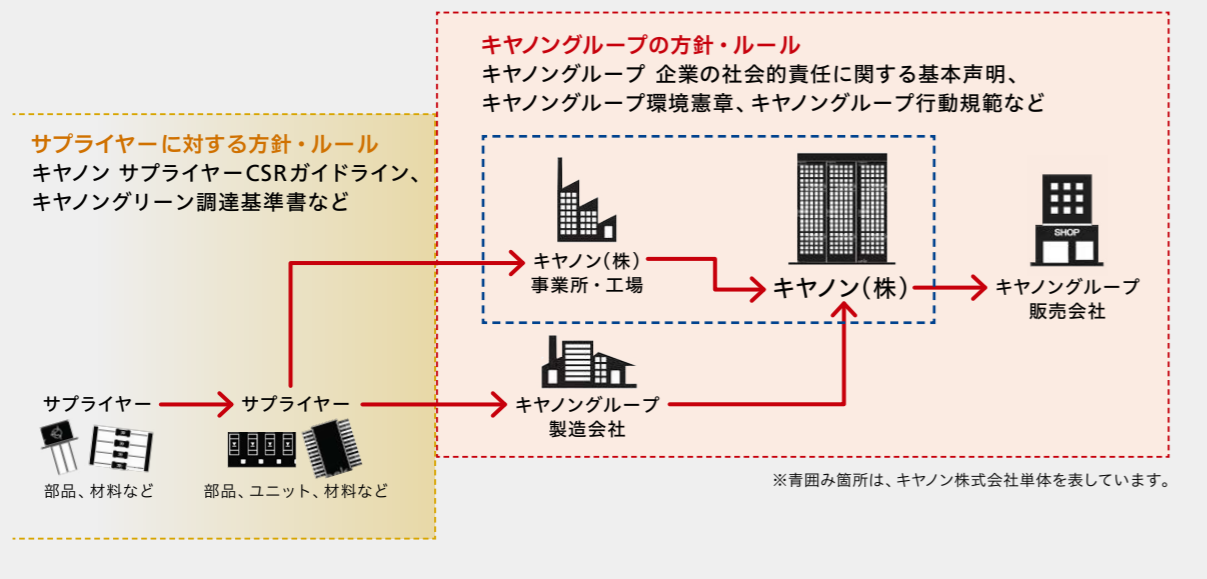 キヤノングループの方針・ルール
キヤノングループ 企業の社会的責任に関する基本声明、
キヤノングループ環境憲章、キヤノングループ行動規範など
サプライヤーに対する方針・ルール
キヤノン サプライヤーCSRガイドライン、
キヤノングリーン調達基準書など
キヤノン(株)
事業所・工場
キヤノン(株)
SHOP
キヤノングループ
販売会社
サプライヤー
部品、材料など
サプライヤー
部品、ユニット、材料など
キヤノングループ
製造会社
※青囲み箇所は、キヤノン株式会社単体を表しています。